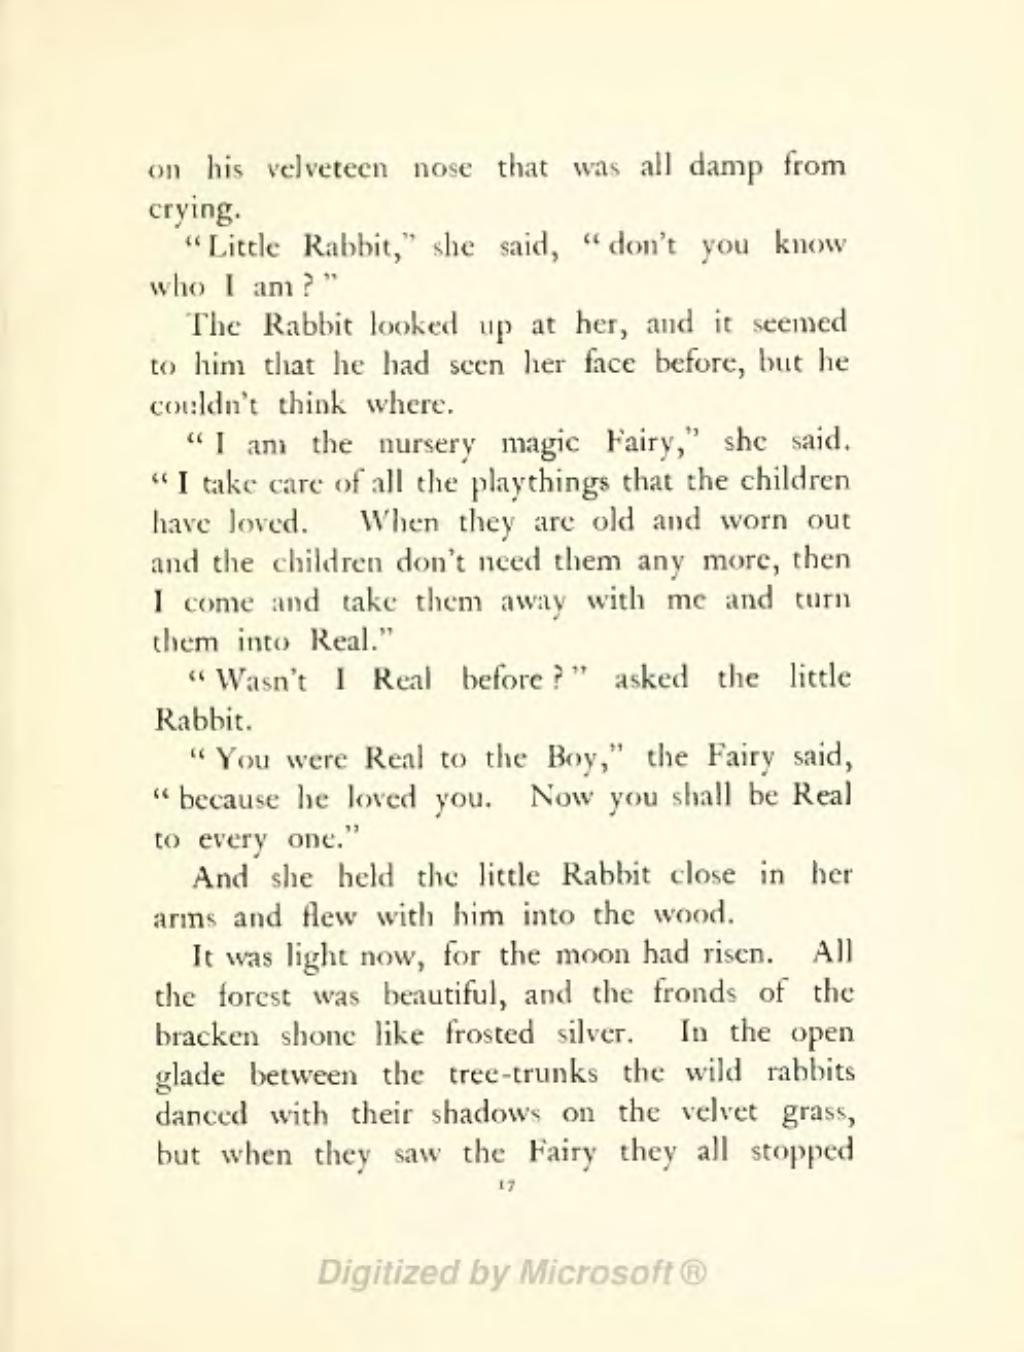 on his velveteen nose that was all damp from
crying.
"Little Rabbit," she said, "don't you know
who I am?"
The Rabbit looked up at her, and it seemed
to him that he had seen her face before, but he
couldn't think where.
"I am the nursery magic Fairy," she said.
"I take care of all the playthings that the children
have loved. When they are old and worn out
and the children don't need them any more, then
I come and take them away with me and turn
them into Real."
"Wasn't I Real before?" asked the little
Rabbit.
"You were Real to the Boy," the Fairy said,
"because he loved you. Now you shall be Real
to every one."
And she held the little Rabbit close in her
arms and flew with him into the wood.
It was light now, for the moon had risen. All
the forest was beautiful, and the fronds of the
bracken shone like frosted silver. In the open
glade between the tree-trunks the wild rabbits
danced with their shadows on the velvet grass,
but when they saw the Fairy they all stopped
17
Digitized by Microsoft®